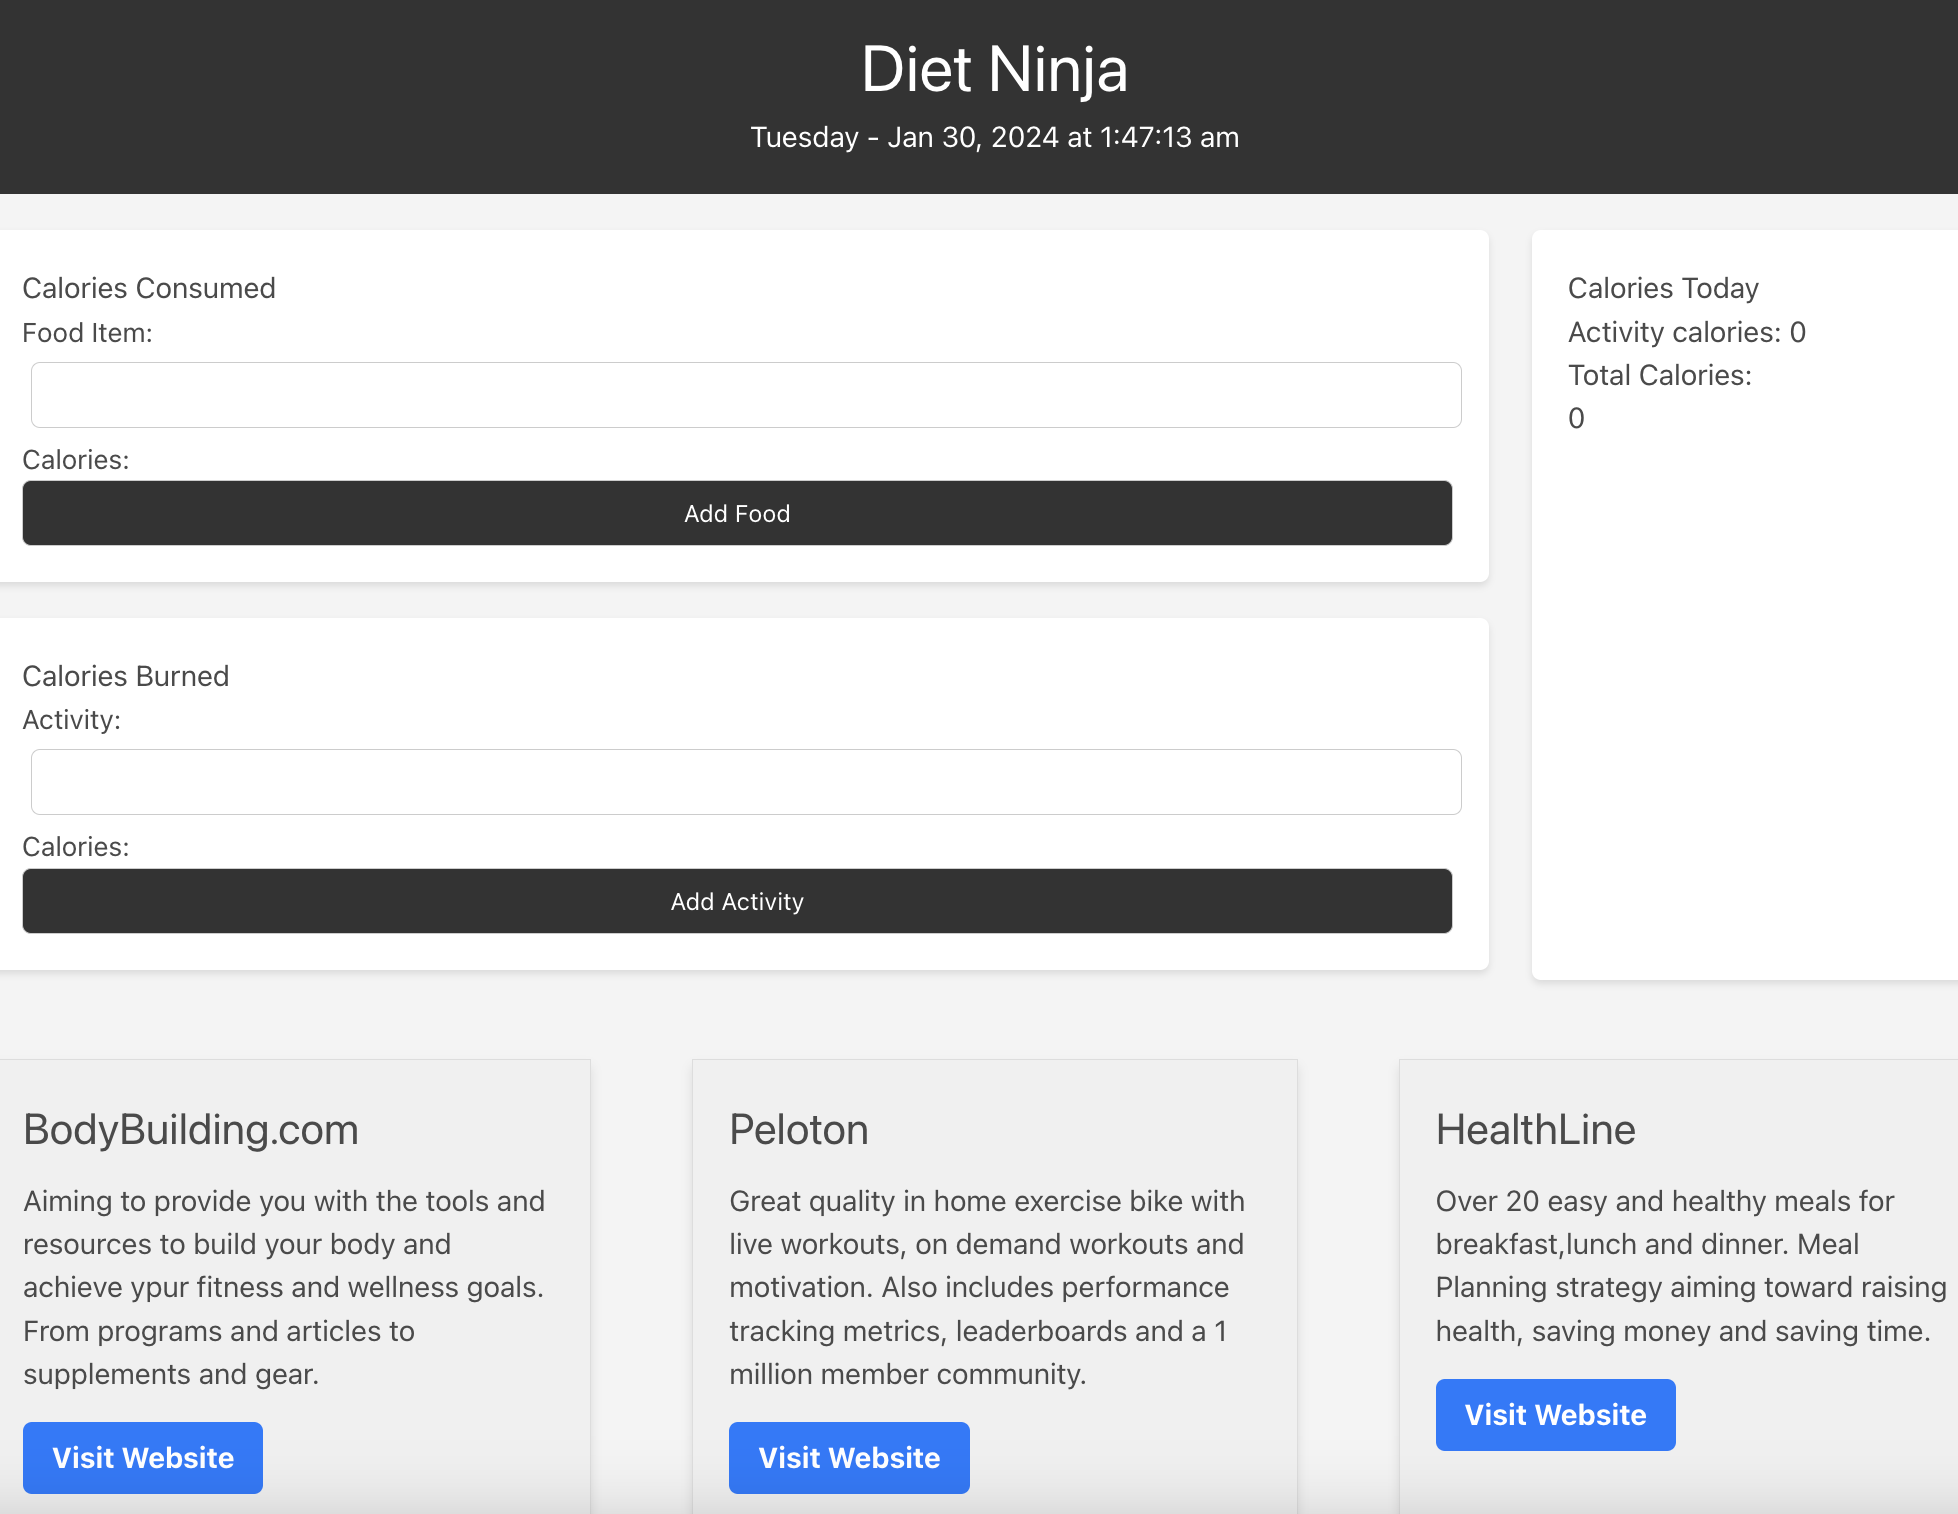 Diet Ninja
Tuesday - Jan 30, 2024 at 1:47:13 am
Calories Consumed
Food Item:
Calories:
Add Food
Calories Burned
Activity:
Calories:
Add Activity
Calories Today
Activity calories: 0
Total Calories:
0
BodyBuilding.com
Aiming to provide you with the tools and
resources to build your body and
achieve ypur fitness and wellness goals.
From programs and articles to
supplements and gear.
Visit Website
Peloton
Great quality in home exercise bike with
live workouts, on demand workouts and
motivation. Also includes performance
tracking metrics, leaderboards and a 1
million member community.
Visit Website
HealthLine
Over 20 easy and healthy meals for
breakfast,lunch and dinner. Meal
Planning strategy aiming toward raising
health, saving money and saving time.
Visit Website